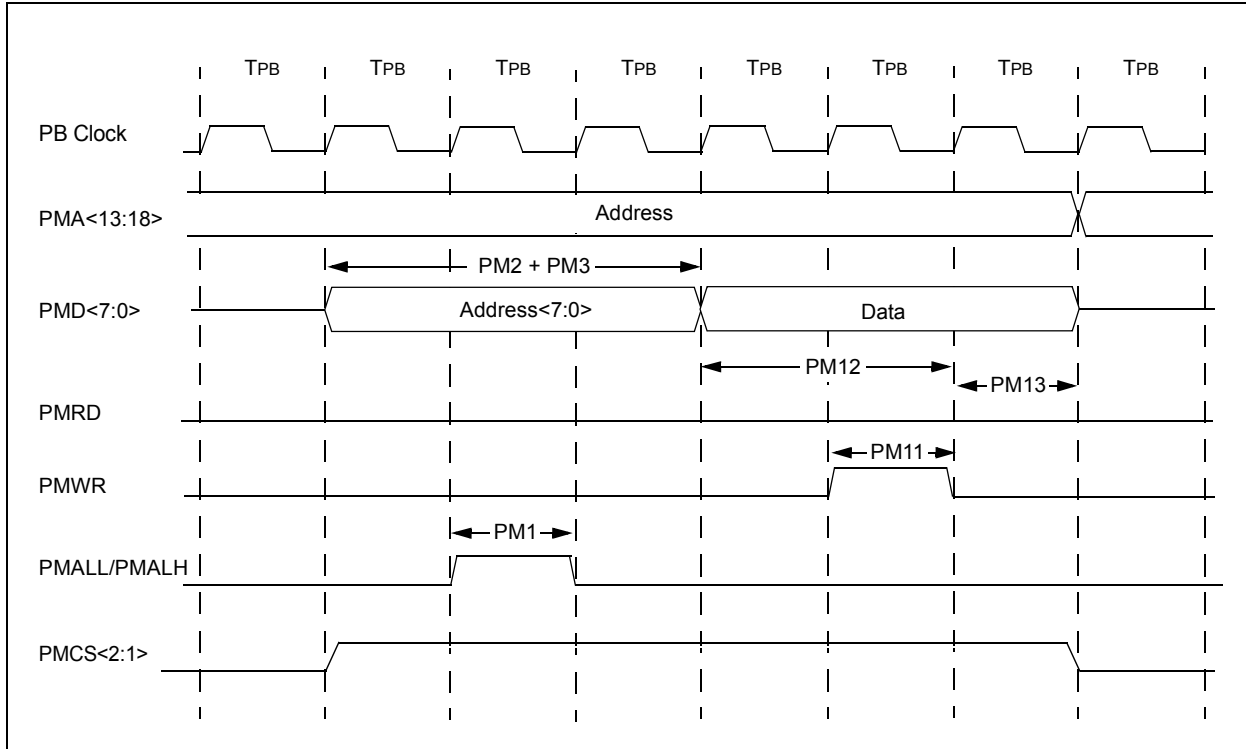 TPB TPB TPB TPB TPB TPB TPB TPB
PB Clock
PMA<13:18>
Address
PM2 + PM3
PMD<7:0>
Address<7:0>
Data
PM12
PM13
PMRD
PM11
PMWR
PM1
PMALL/PMALH
PMCS<2:1>